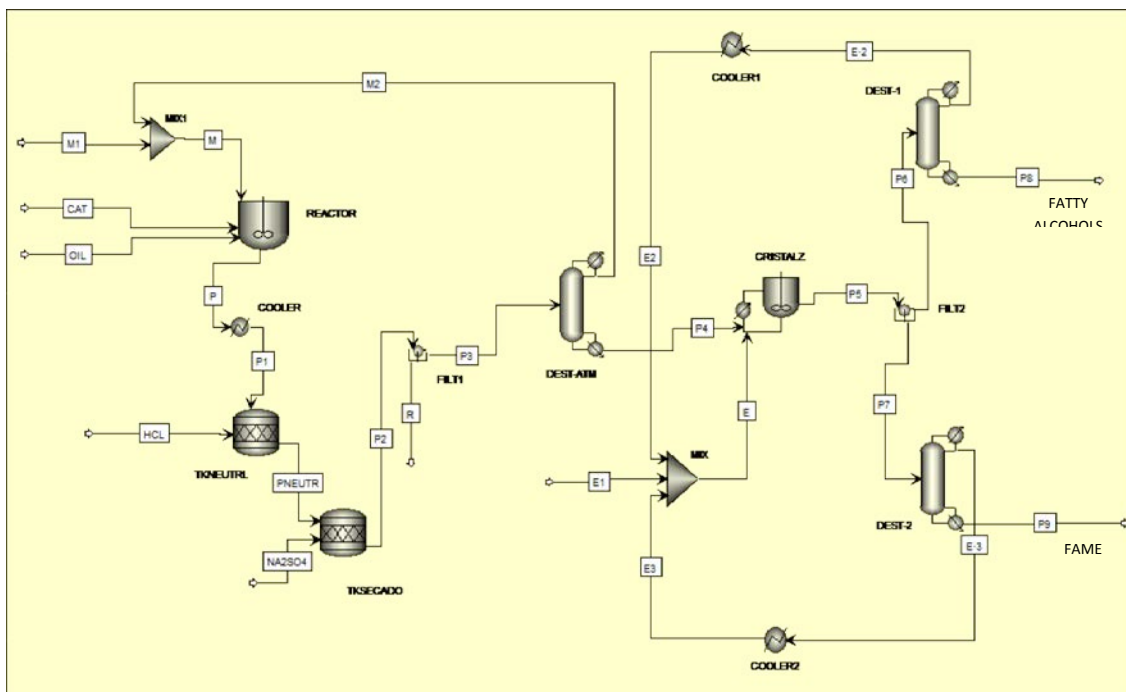 E-2
COOLER1
DEST-1
M2
MIX1
M1
M
P6
P8
FATTY
ALCOHOLS
CAT
REACTOR
OIL
E2
CRISTALZ
P
P5
COOLER
FILT2
P4
P3
P1
FILT1
DEST-ATM
R
E
P7
P2
HCL
TKNEUTRL
MIX
PNEUTR
E1
DEST-2
P9
NA2SO4
E3
E-3
FAME
TKSECADO
COOLER2